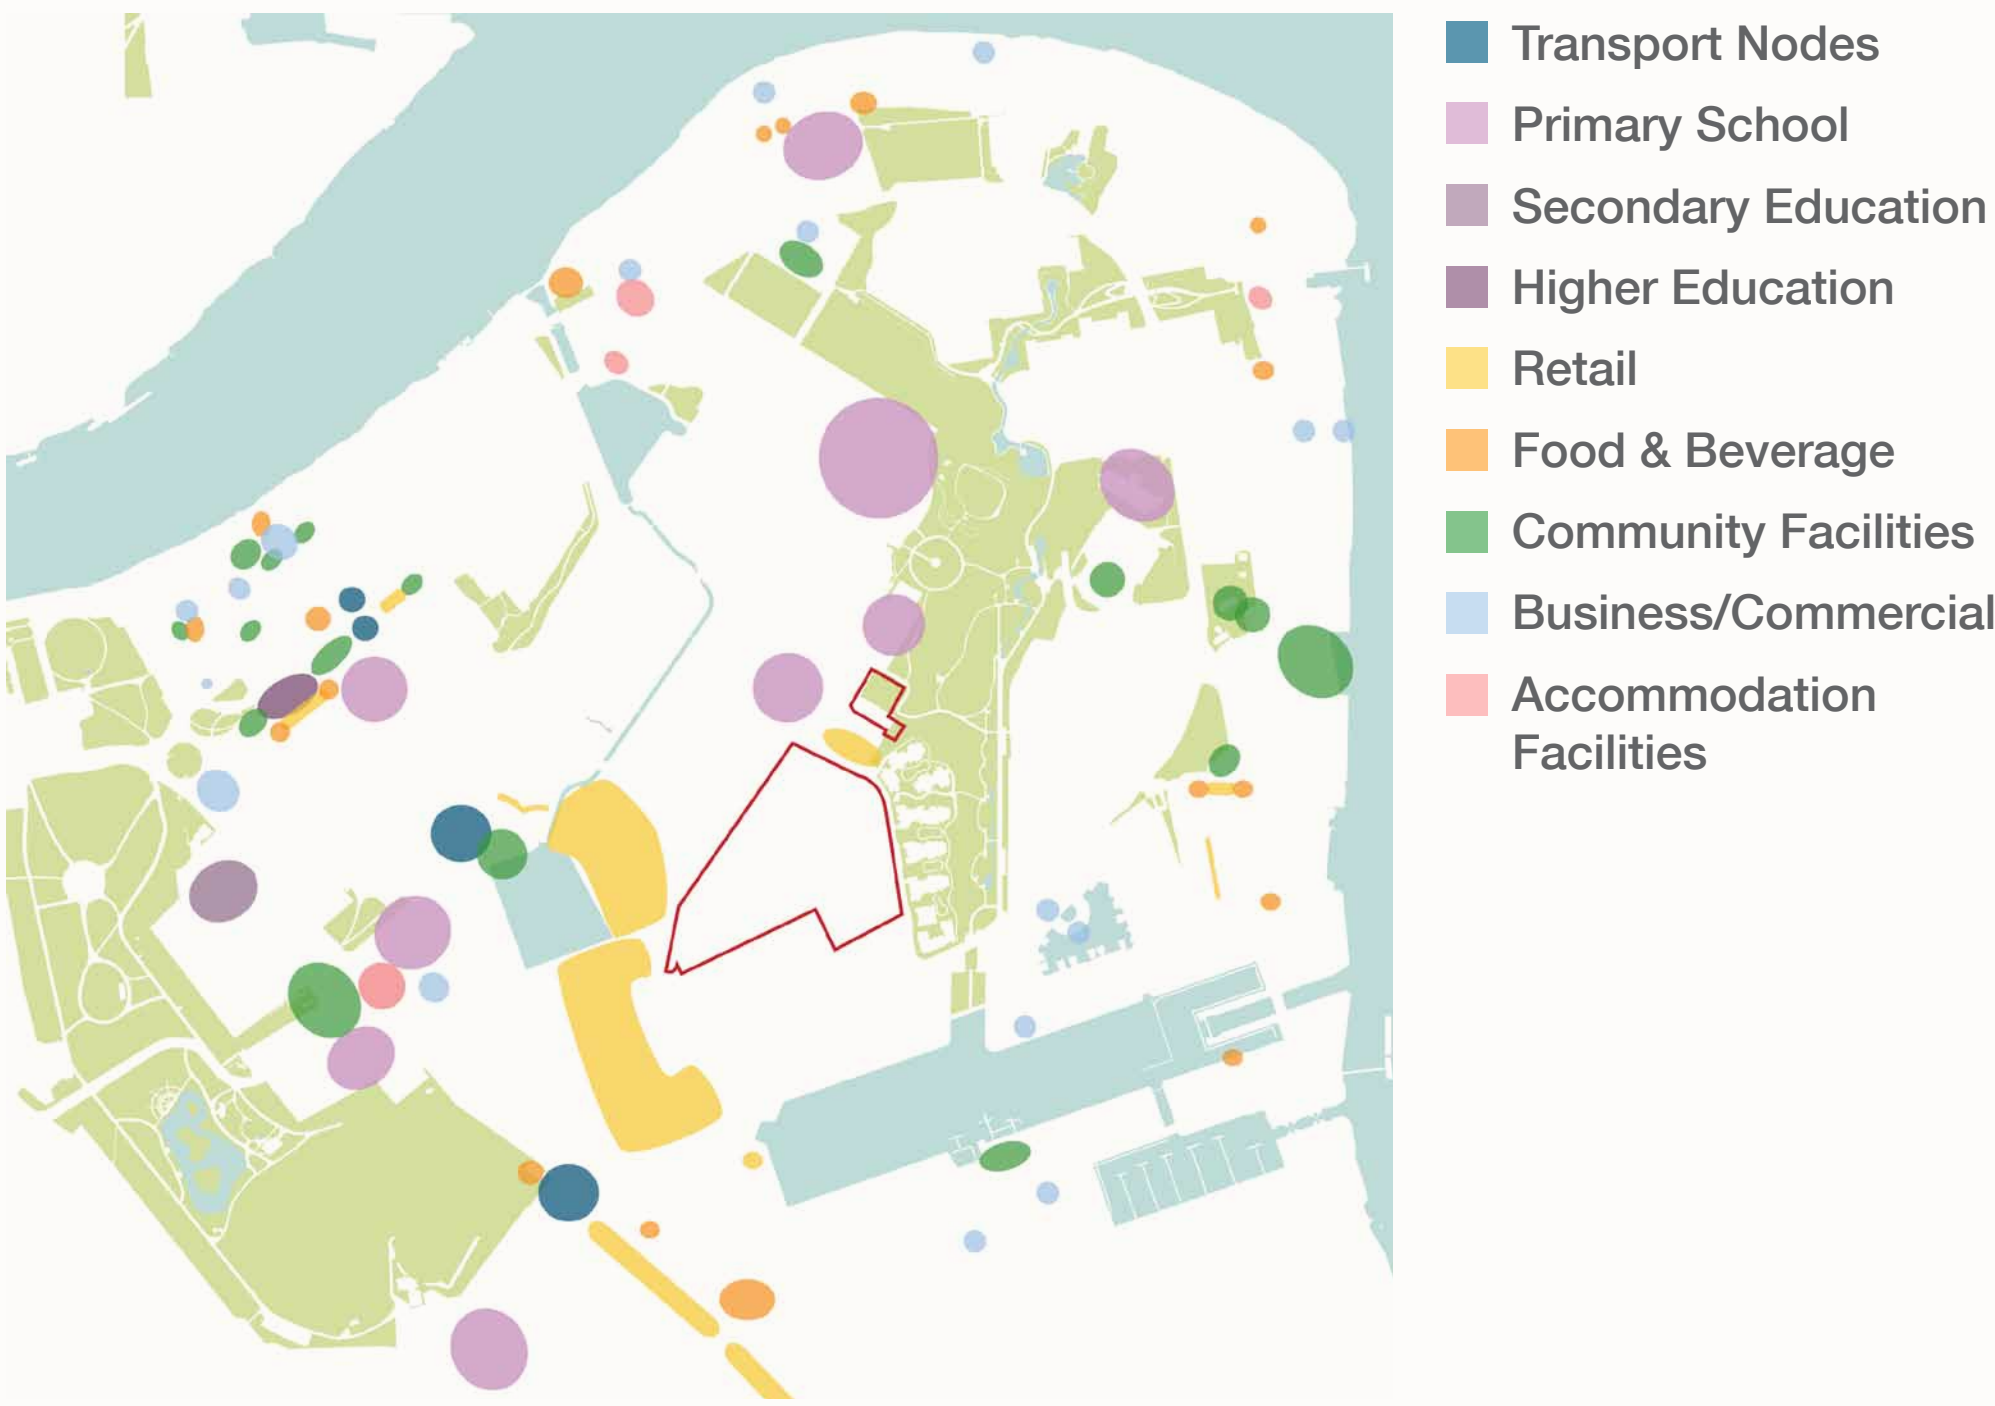 Transport Nodes
Primary School
Secondary Education
Higher Education
Retail
Food & Beverage
Community Facilities
Business/Commercial
Accommodation
Facilities